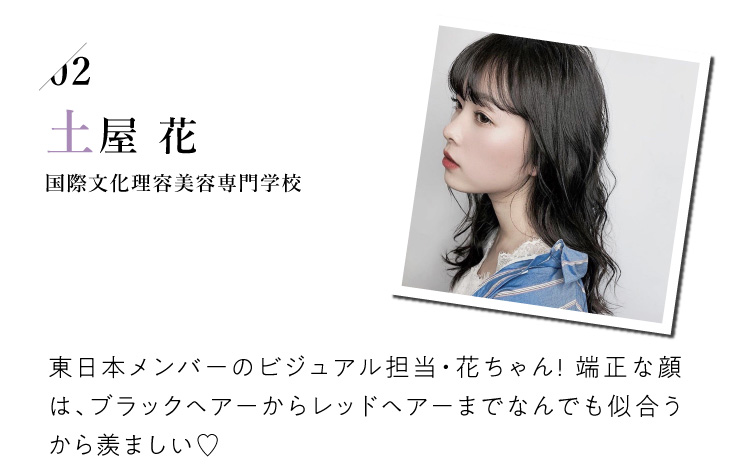 02
土屋 花
国際文化理容美容専門学校
東日本メンバーのビジュアル担当・花ちゃん! 端正な顔
は、ブラックヘアーからレッドヘアーまでなんでも似合う
から羨ましい♡